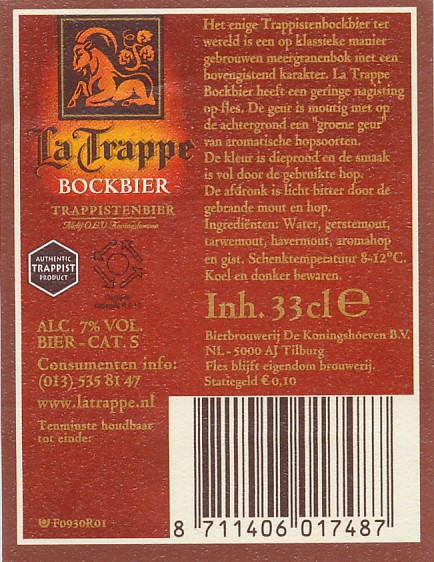 La Trappe
BOCKBIER
TRAPPISTENBIER
Abdij O.L.V. Koningshoeven
AUTHENTIC
TRAPPIST
PRODUCT
ALC. 7% VOL.
BIER - CAT. S
Consumenten info:
(013) 535 81 47
www.latrappe.nl
Tenminste houdbaar
tot einde:
F0930R01
Het enige Trappistenbockbier ter
wereld is een op klassieke manier
gebrouwen meergranenbok met een
bovengistend karakter. La Trappe
Bockbier heeft een geringe nagisting
op fles. De geur is moutig met op
de achtergrond een "groene geur"
van aromatische hopsoorten.
De kleur is dieprood en de smaak
is vol door de gebruikte hop.
De afdronk is licht bitter door de
gebrande mout en hop.
Ingrediënten: Water, gerstemout,
tarwemout, havermout, aromahop
en gist. Schenktemperatuur 8-12°C.
Koel en donker bewaren.
Inh. 33cl e
Bierbrouwerij De Koningshoeven B.V.
NL - 5000 AJ Tilburg
Fles blijft eigendom brouwerij.
Statiegeld € 0,10
8 711406 017487